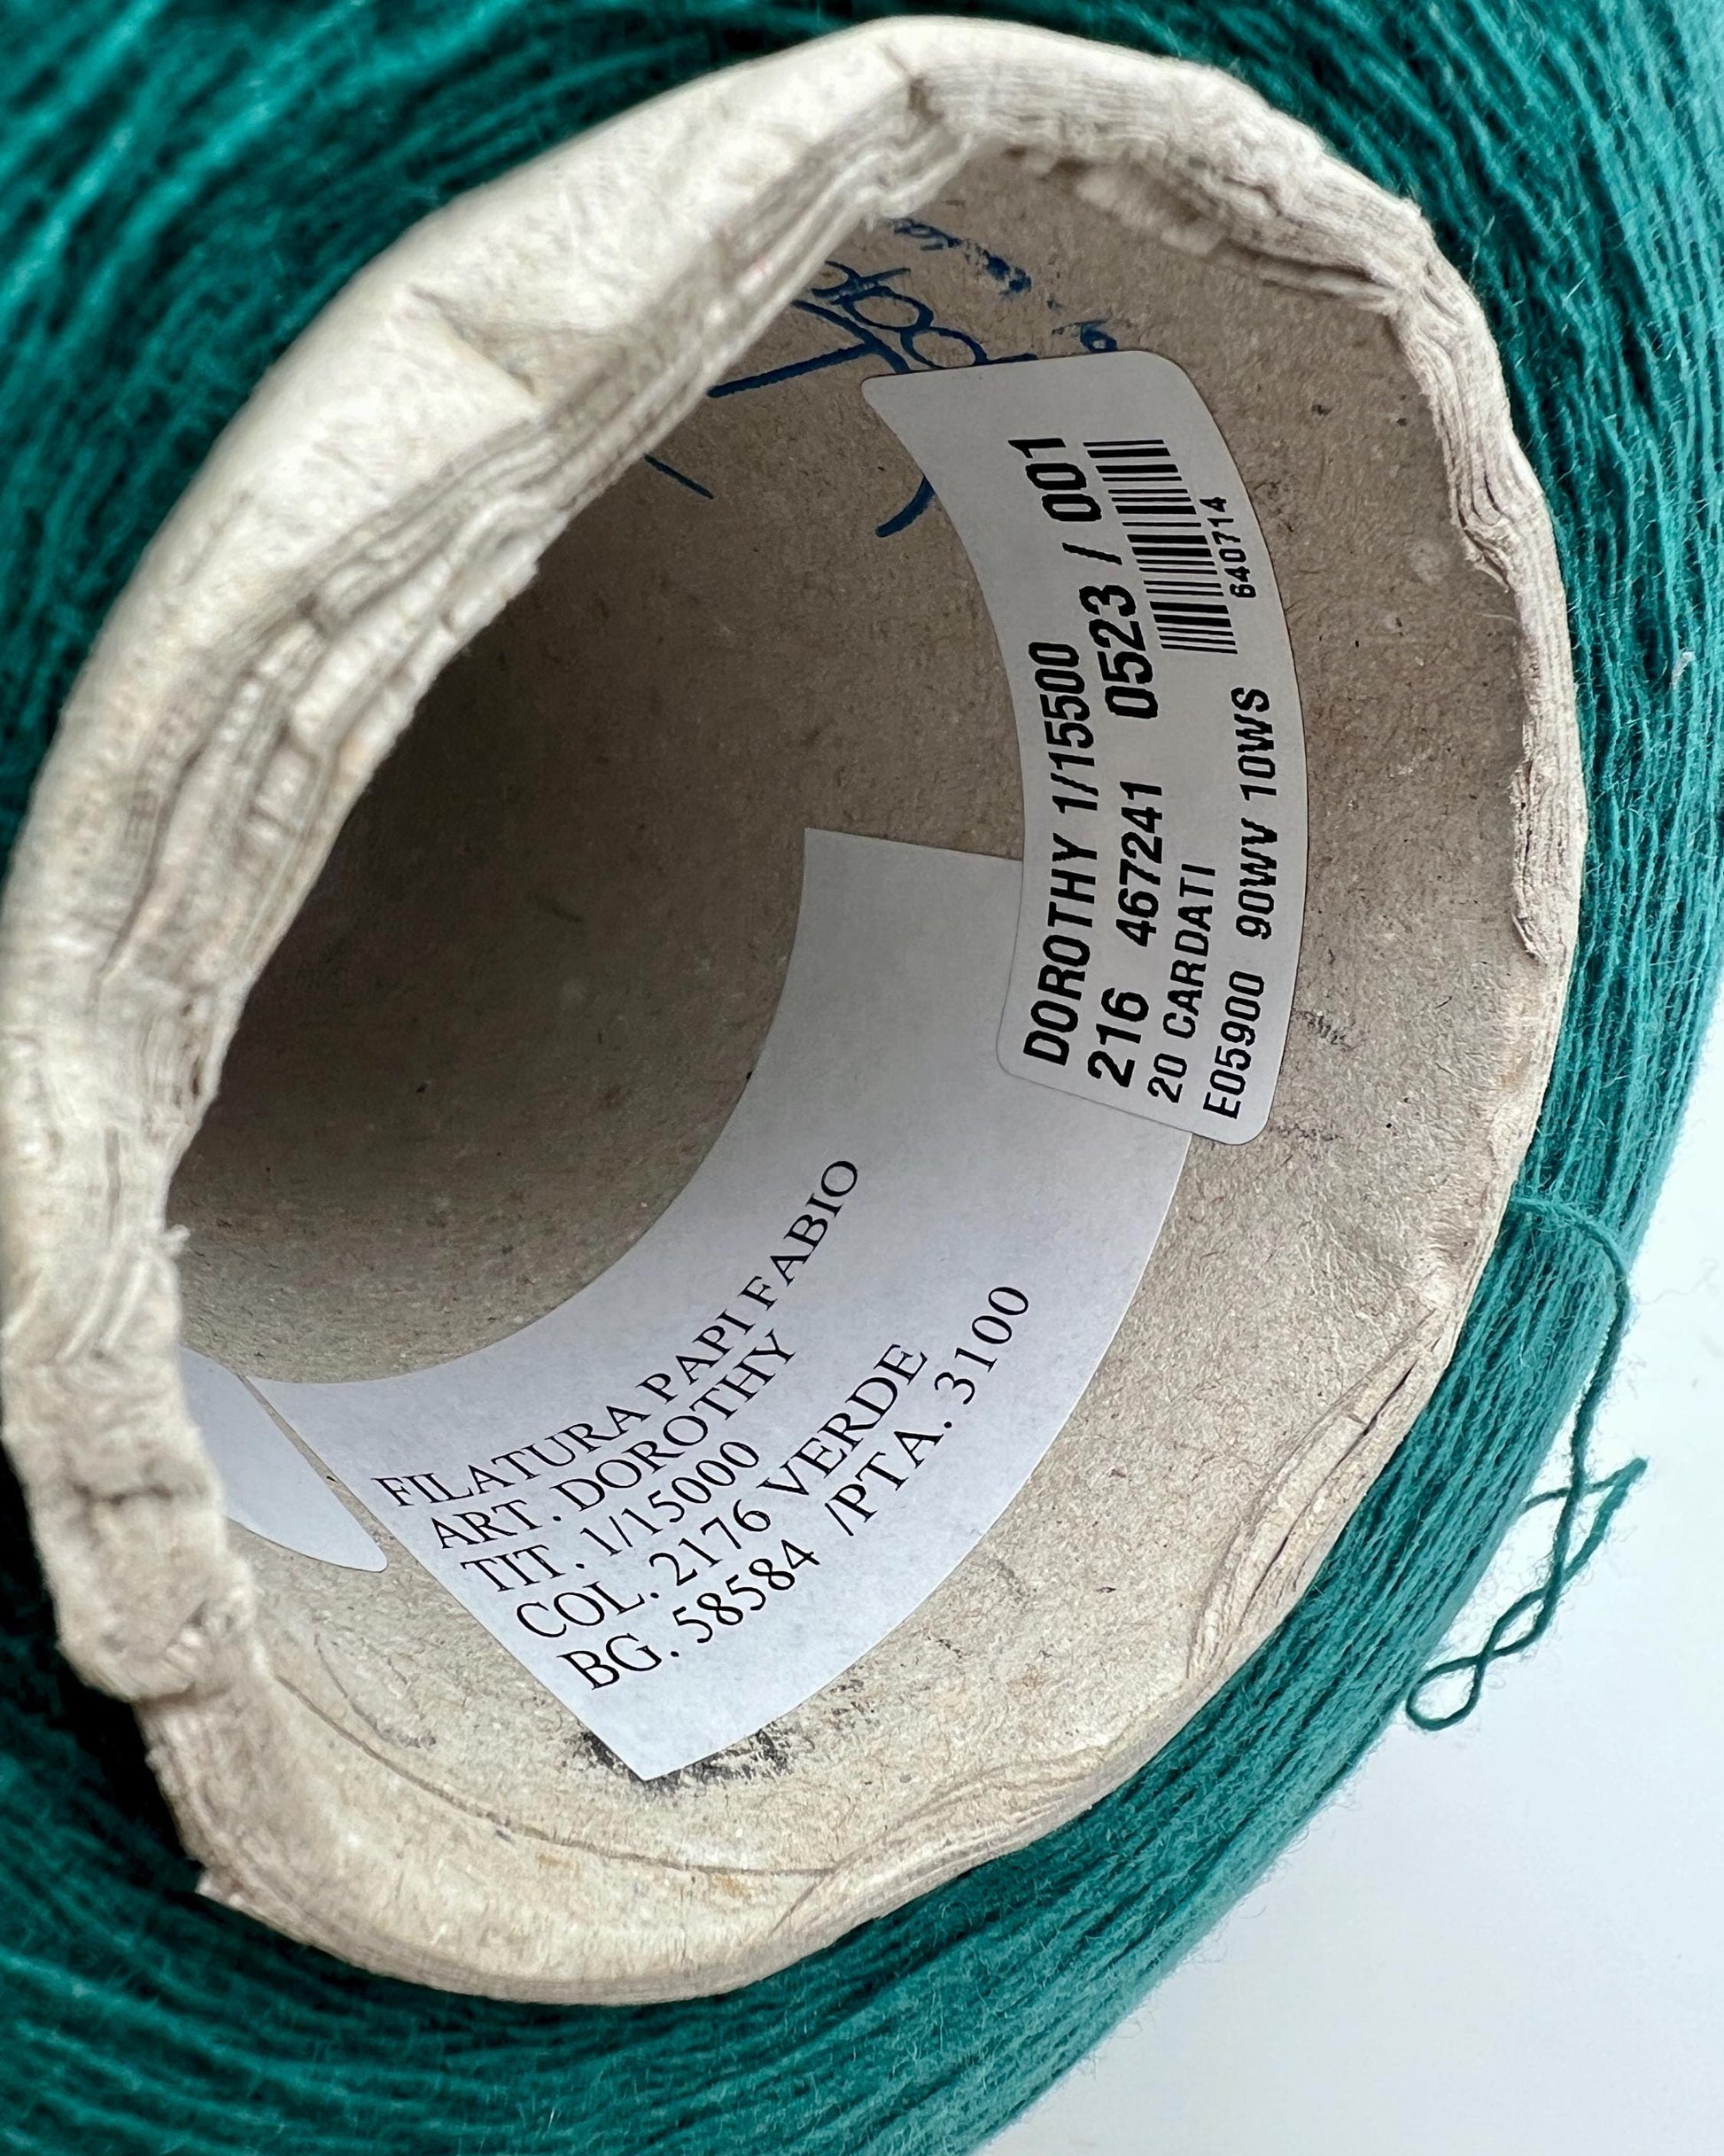 DOROTHY 1/15500
216 467241 0523 / 001
20 CARDATI
640714
E05900 90WV 10WS
FILATURA PAPI FABIO
ART. DOROTHY
TIT. 1/15000
COL. 2176 VERDE
BG. 58584 /PTA. 3100